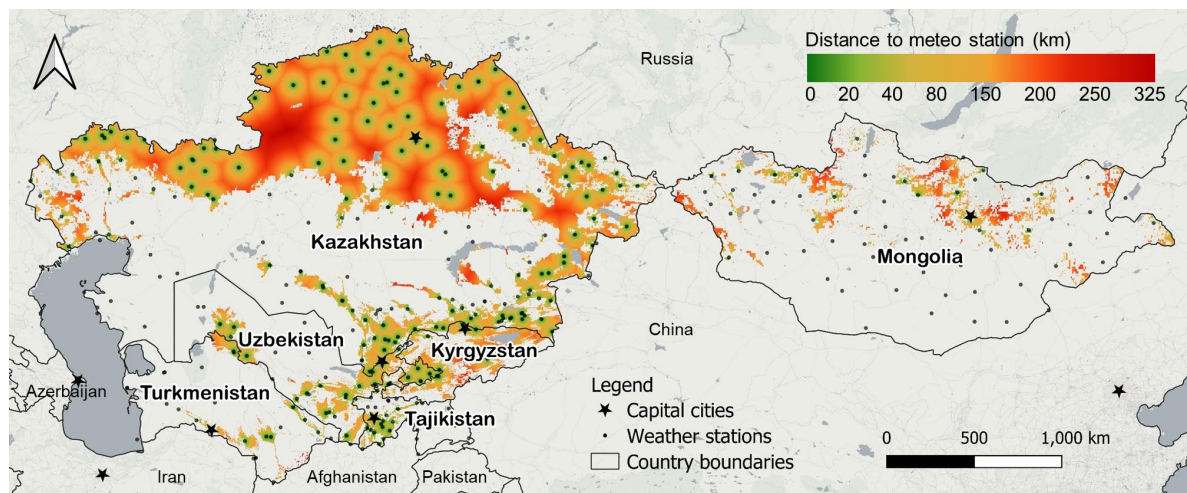 Russia
Distance to meteo station (km)
0 20 40 80 150 200 250 325
Kazakhstan
Mongolia
Uzbekistan
Kyrgyzstan
China
Azerbaijan
Turkmenistan
Tajikistan
Iran
Afghanistan
Pakistan
Legend
Capital cities
Weather stations
Country boundaries
0 500 1,000 km